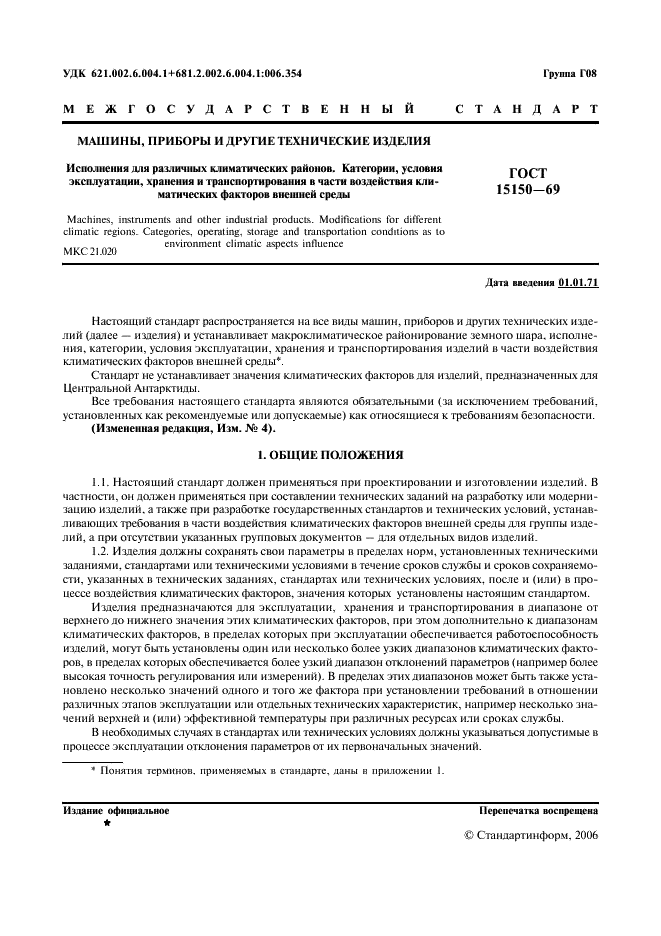 УДК 621.002.6.004.1+681.2.002.6.004.1:006.354
Группа Г08
МЕЖГОСУДАРСТВЕННЫЙ СТАНДАРТ
МАШИНЫ, ПРИБОРЫ И ДРУГИЕ ТЕХНИЧЕСКИЕ ИЗДЕЛИЯ
Исполнения для различных климатических районов. Категории, условия
эксплуатации, хранения и транспортирования в части воздействия кли-
матических факторов внешней среды
ГОСТ
15150—69
Machines, instruments and other industrial products. Modifications for different
climatic regions. Categories, operating, storage and transportation conditions as to
environment climatic aspects influence
МКС 21.020
Дата введения 01.01.71
Настоящий стандарт распространяется на все виды машин, приборов и других технических изде-
лий (далее — изделия) и устанавливает макроклиматическое районирование земного шара, исполне-
ния, категории, условия эксплуатации, хранения и транспортирования изделий в части воздействия
климатических факторов внешней среды*.
Стандарт не устанавливает значения климатических факторов для изделий, предназначенных для
Центральной Антарктиды.
Все требования настоящего стандарта являются обязательными (за исключением требований,
установленных как рекомендуемые или допускаемые) как относящиеся к требованиям безопасности.
(Измененная редакция, Изм. № 4).
1. ОБЩИЕ ПОЛОЖЕНИЯ
1.1. Настоящий стандарт должен применяться при проектировании и изготовлении изделий. В
частности, он должен применяться при составлении технических заданий на разработку или модерни-
зацию изделий, а также при разработке государственных стандартов и технических условий, устанав-
ливающих требования в части воздействия климатических факторов внешней среды для группы изде-
лий, а при отсутствии указанных групповых документов — для отдельных видов изделий.
1.2. Изделия должны сохранять свои параметры в пределах норм, установленных техническими
заданиями, стандартами или техническими условиями в течение сроков службы и сроков сохраняемо-
сти, указанных в технических заданиях, стандартах или технических условиях, после и (или) в про-
цессе воздействия климатических факторов, значения которых установлены настоящим стандартом.
Изделия предназначаются для эксплуатации, хранения и транспортирования в диапазоне от
верхнего до нижнего значения этих климатических факторов, при этом дополнительно к диапазонам
климатических факторов, в пределах которых при эксплуатации обеспечивается работоспособность
изделий, могут быть установлены один или несколько более узких диапазонов климатических факто-
ров, в пределах которых обеспечивается более узкий диапазон отклонений параметров (например более
высокая точность регулирования или измерений). В пределах этих диапазонов может быть также уста-
новлено несколько значений одного и того же фактора при установлении требований в отношении
различных этапов эксплуатации или отдельных технических характеристик, например несколько зна-
чений верхней и (или) эффективной температуры при различных ресурсах или сроках службы.
В необходимых случаях в стандартах или технических условиях должны указываться допустимые в
процессе эксплуатации отклонения параметров от их первоначальных значений.
* Понятия терминов, применяемых в стандарте, даны в приложении 1.
Издание официальное
Перепечатка воспрещена
★
© Стандартинформ, 2006